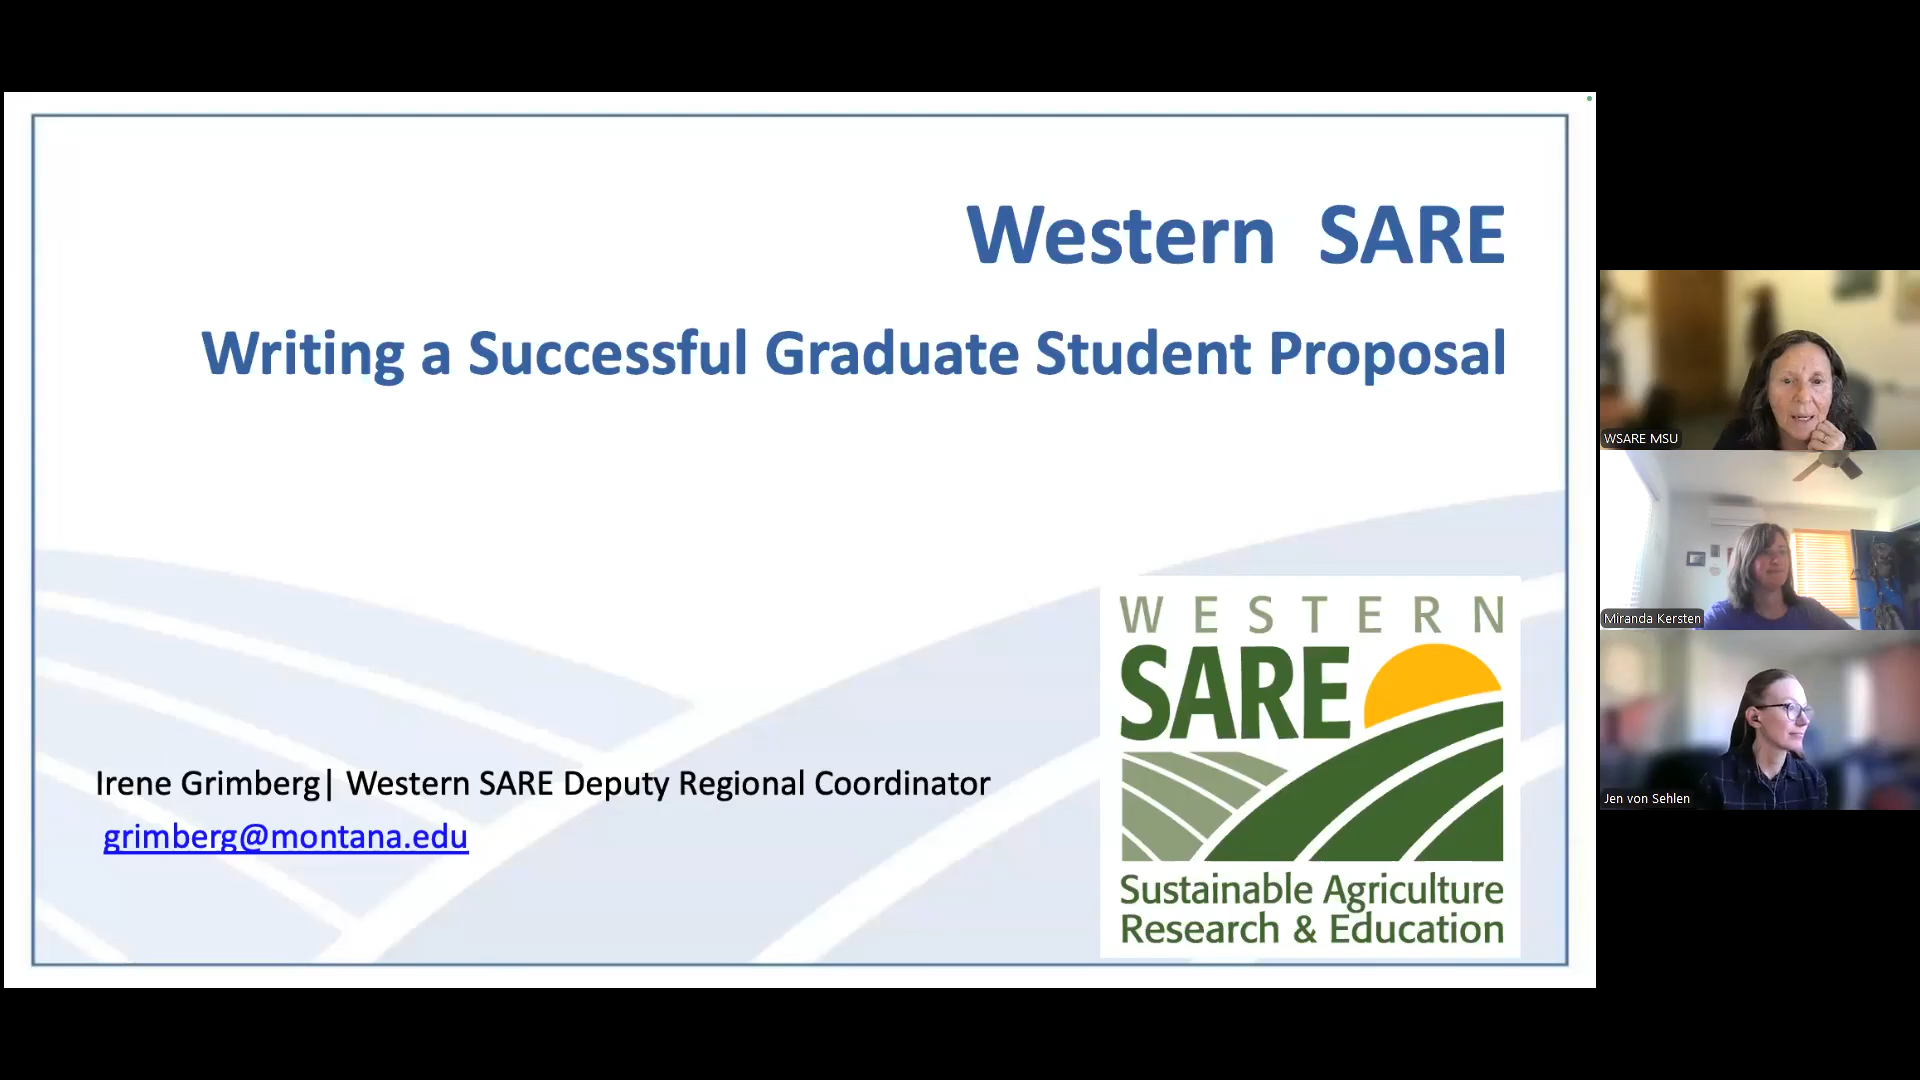 Western SARE
Writing a Successful Graduate Student Proposal
Irene Grimberg| Western SARE Deputy Regional Coordinator
grimberg@montana.edu
WESTERN
SARE
Sustainable Agriculture
Research & Education
WSARE MSU
Miranda Kersten
Jen von Sehlen